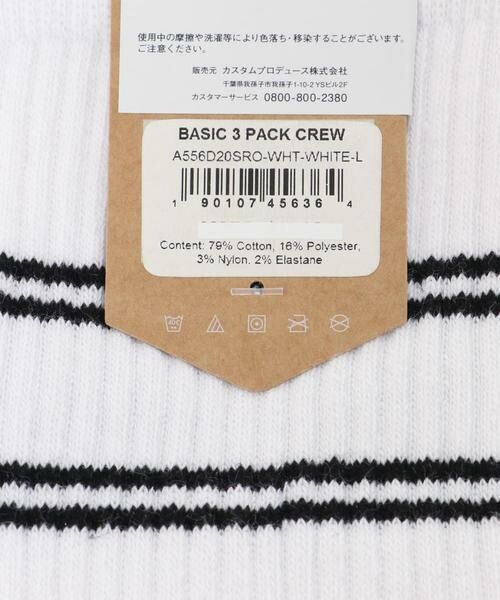 使用中の摩擦や洗濯等により色落ち・移染することがございます。
ご注意ください。
販売元 カスタムプロデュース株式会社
千葉県我孫子市我孫子1-10-2 YSビル2F
カスタマーサービス 0800-800-2380
BASIC 3 PACK CREW
A556D20SRO-WHT-WHITE-L
1 90107 45636 4
Content: 79% Cotton, 16% Polyester,
3% Nylon, 2% Elastane
40C